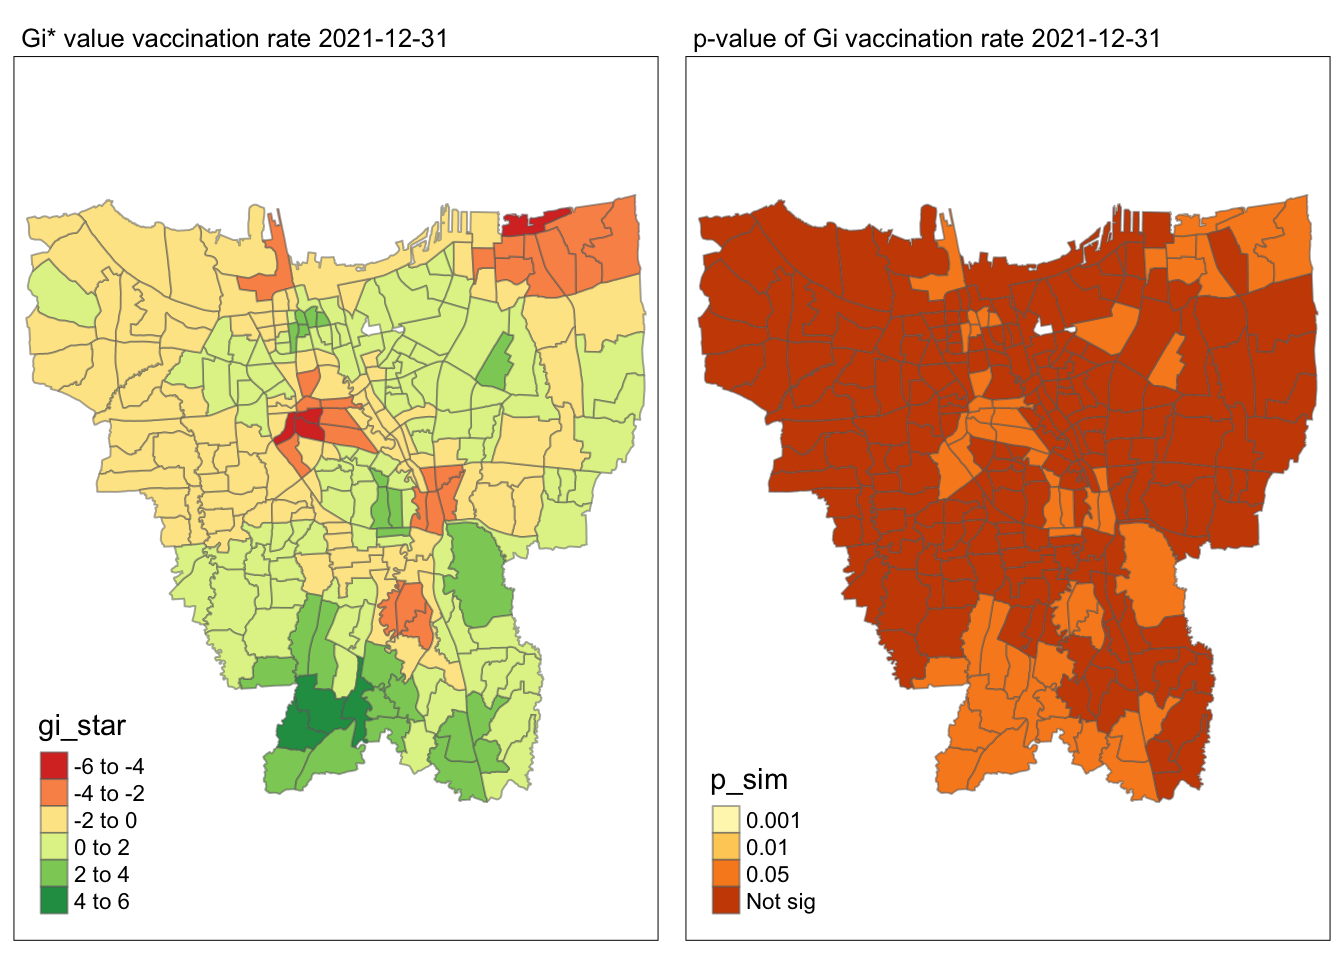 Gi* value vaccination rate 2021-12-31
p-value of Gi vaccination rate 2021-12-31
gi_star
-6 to -4
-4 to -2
-2 to 0
0 to 2
2 to 4
4 to 6
p_sim
0.001
0.01
0.05
Not sig